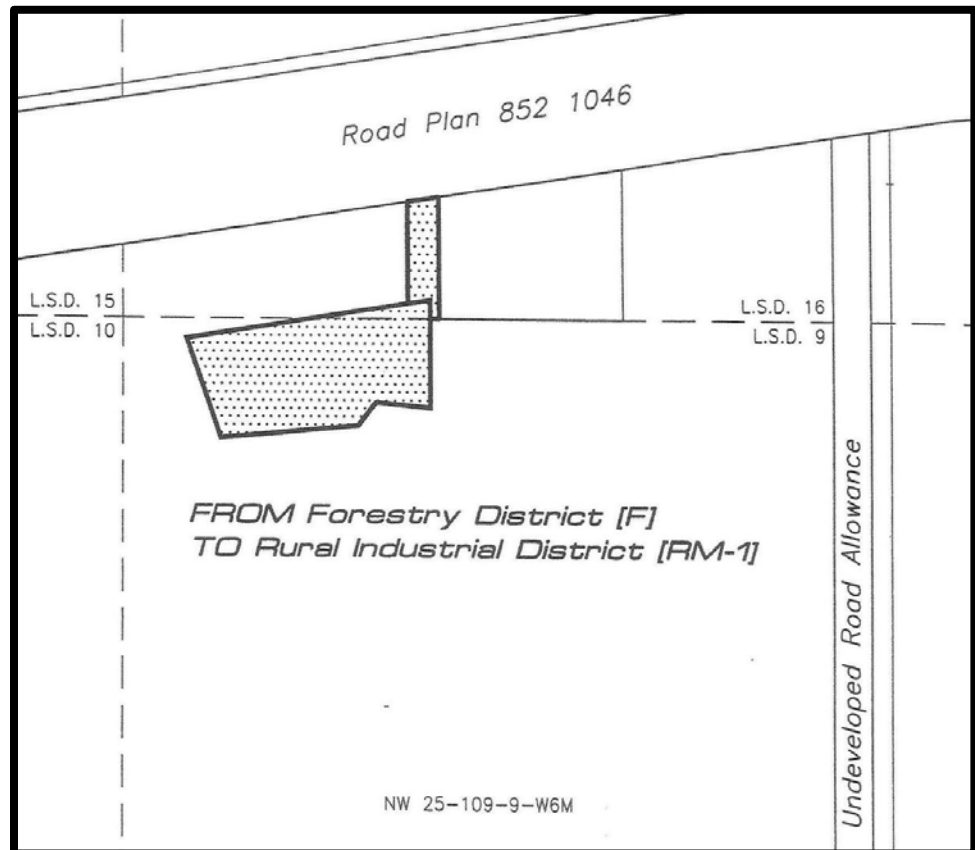 Road Plan 852 1046
L.S.D. 15
L.S.D. 10
L.S.D. 16
L.S.D. 9
FROM Forestry District [F]
TO Rural Industrial District [RM-1]
Undeveloped Road Allowance
NW 25-109-9-W6M